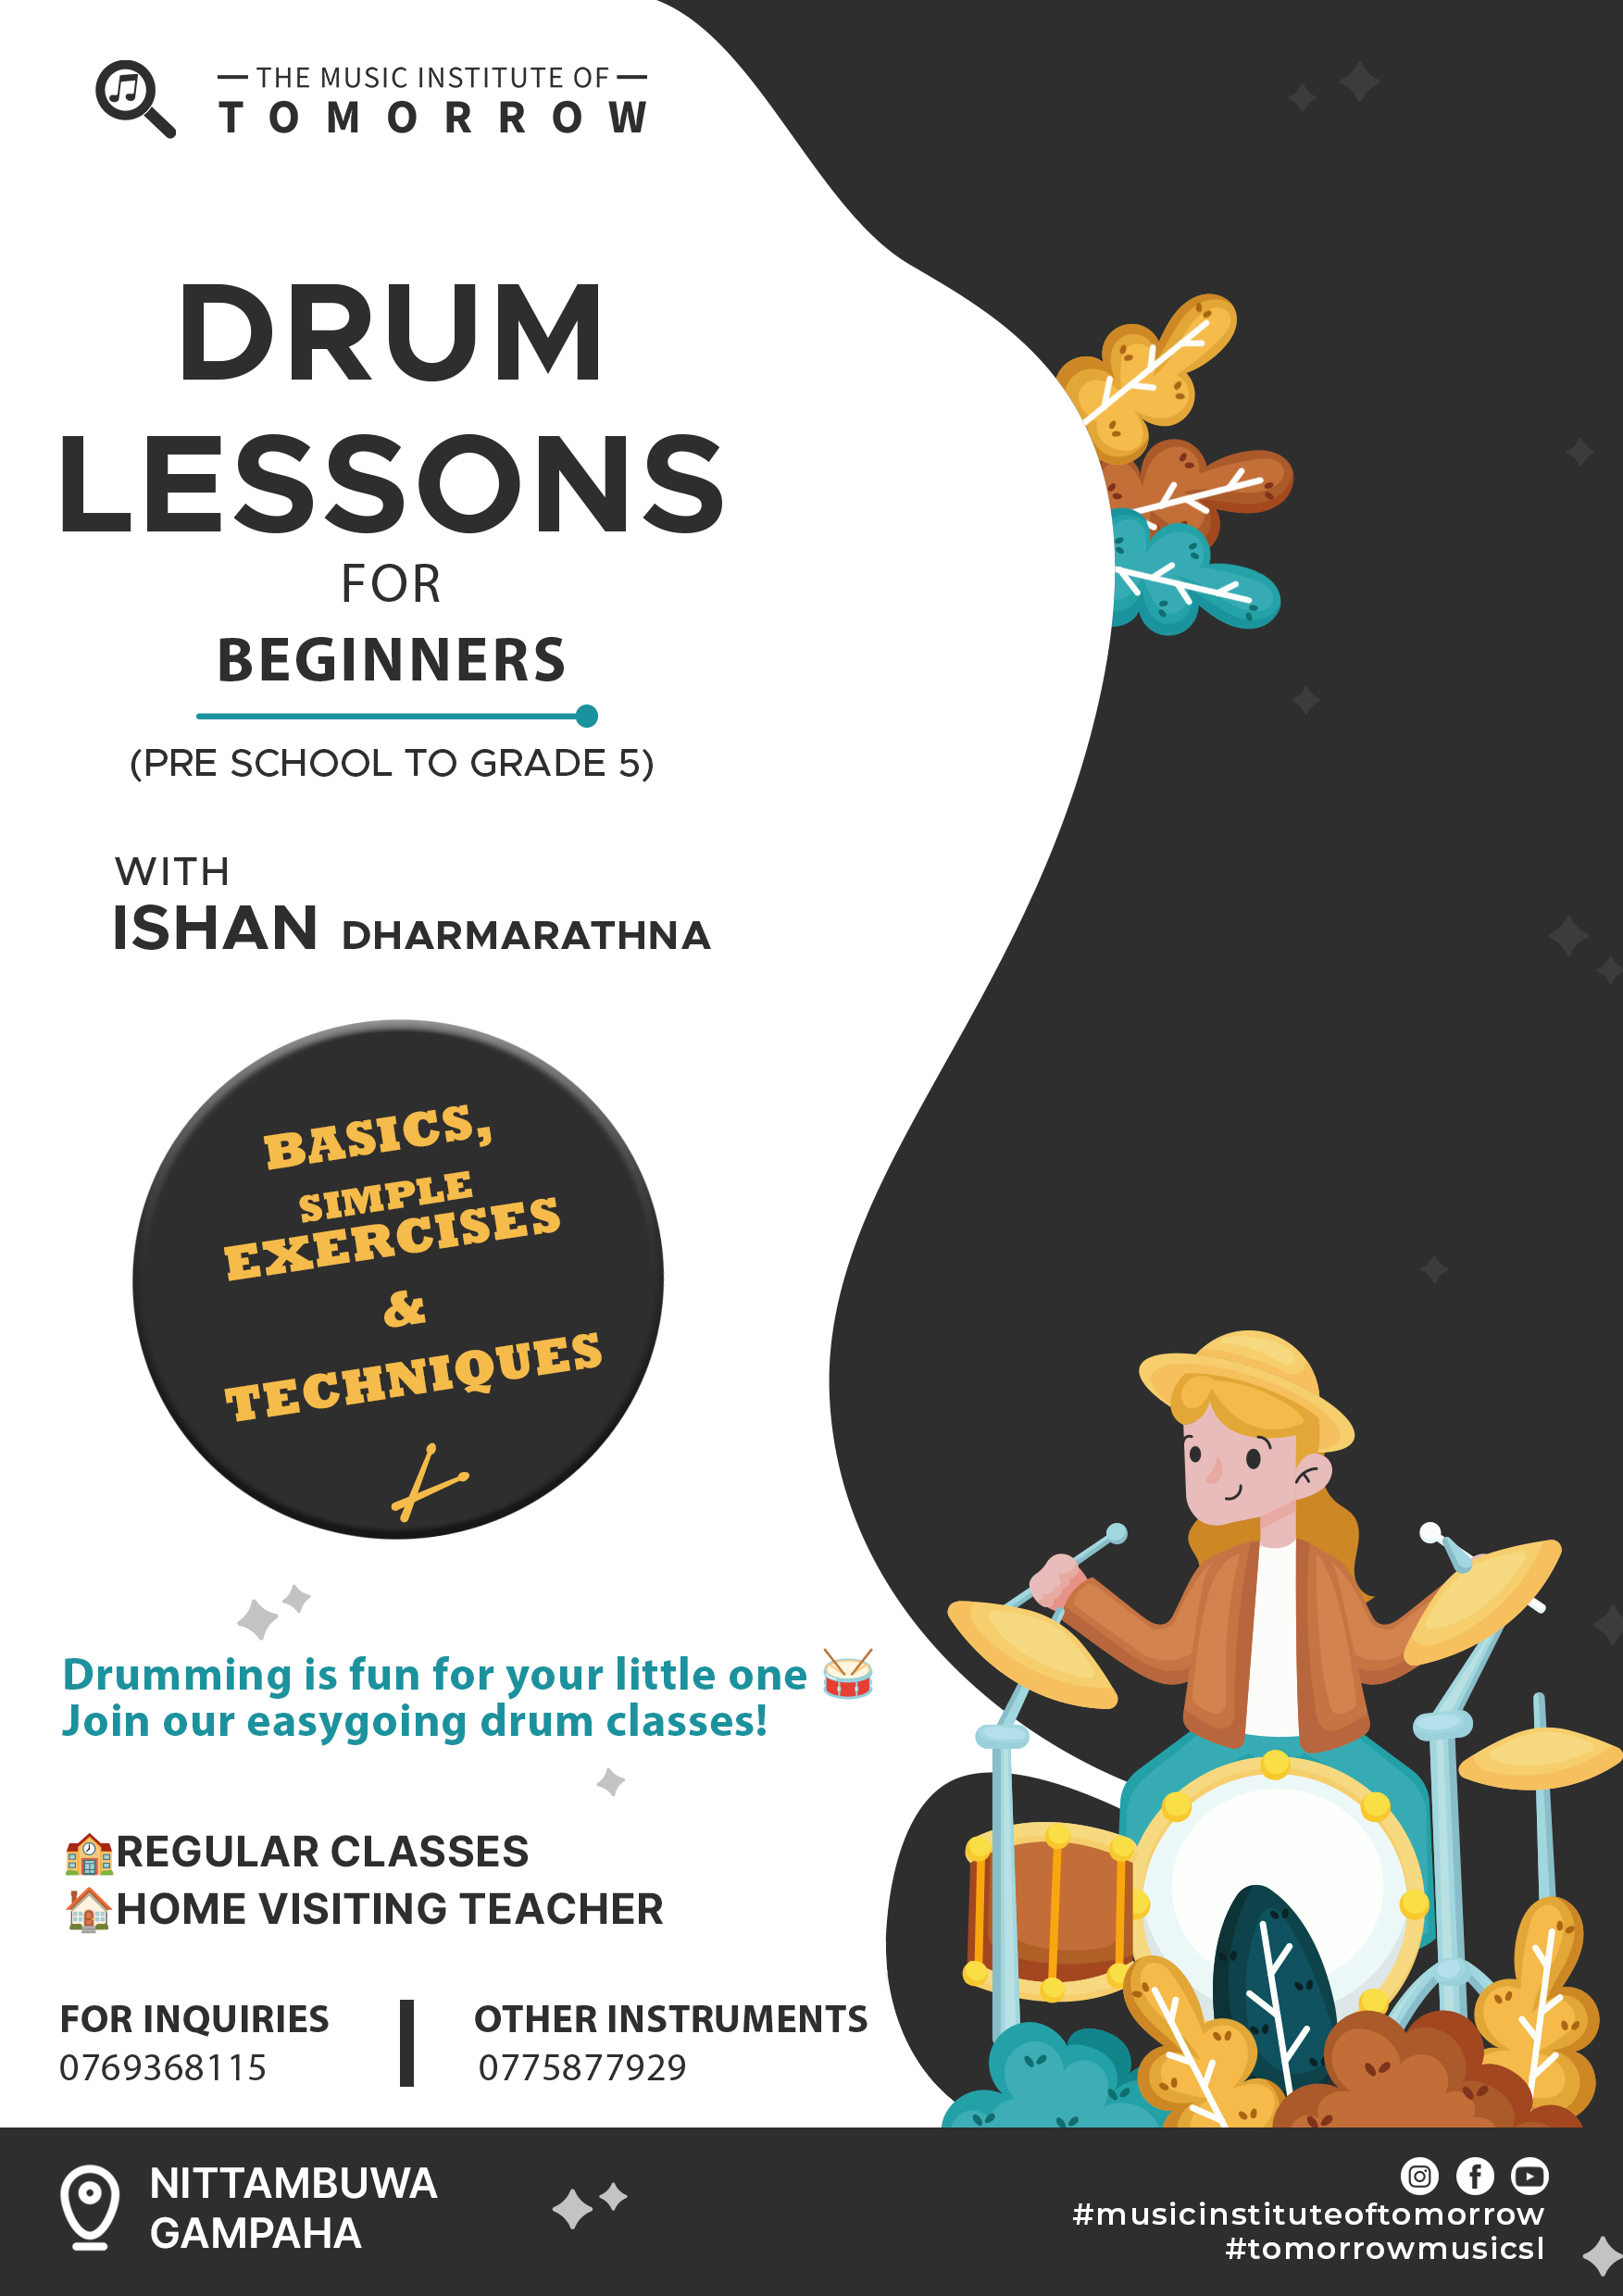 THE MUSIC INSTITUTE OF
TOMORROW
DRUM
LESSONS
FOR
BEGINNERS
(PRE SCHOOL TO GRADE 5)
WITH
ISHAN DHARMARATHNA
BASICS,
SIMPLE
EXERCISES
&
TECHNIQUES
Drumming is fun for your little one 🥁
Join our easygoing drum classes!
🏫REGULAR CLASSES
🏠HOME VISITING TEACHER
FOR INQUIRIES
0769368115
OTHER INSTRUMENTS
0775877929
NITTAMBUWA
GAMPAHA
#musicinstituteoftomorrow
#tomorrowmusicsl